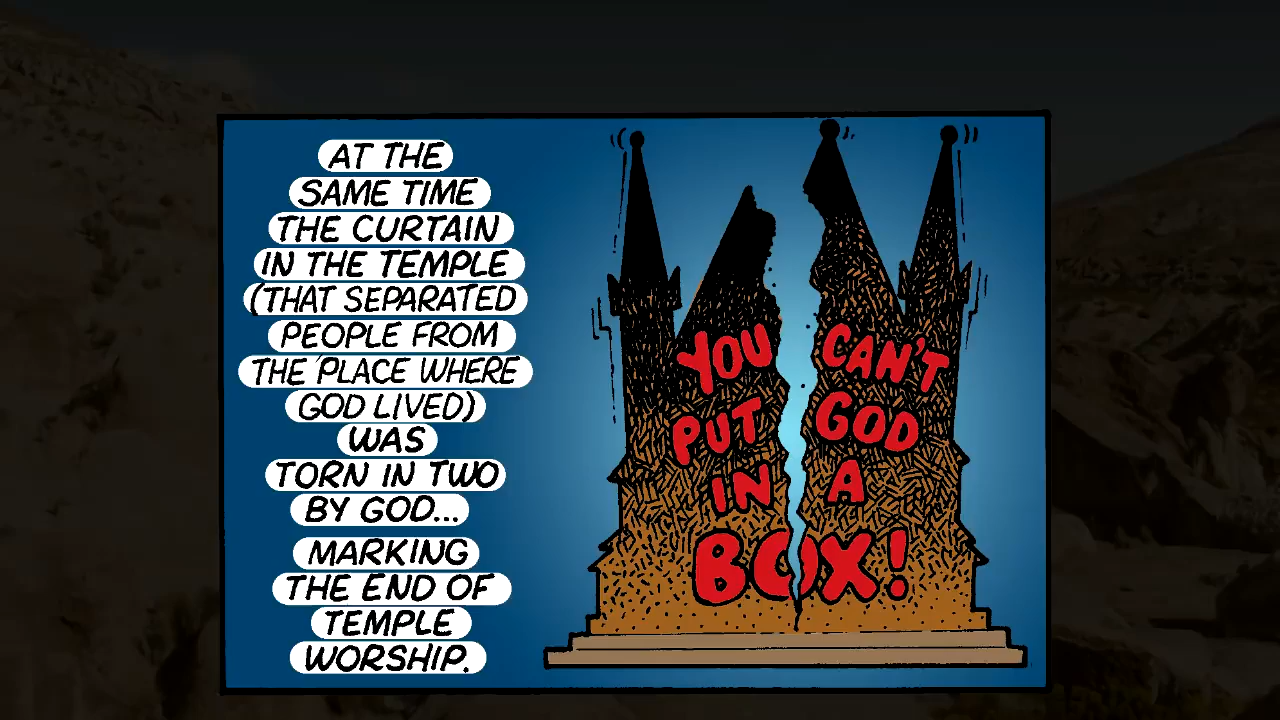 AT THE
SAME TIME
THE CURTAIN
IN THE TEMPLE
(THAT SEPARATED
PEOPLE FROM
THE 'PLACE WHERE
GOD LIVED)
WAS
TORN IN TWO
BY GOD...
MARKING
THE END OF
TEMPLE
WORSHIP.
YOU CAN'T
PUT GOD
IN A
BOX!